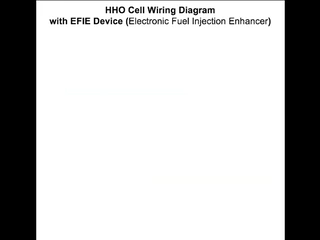 HHO Cell Wiring Diagram
with EFIE Device (Electronic Fuel Injection Enhancer)